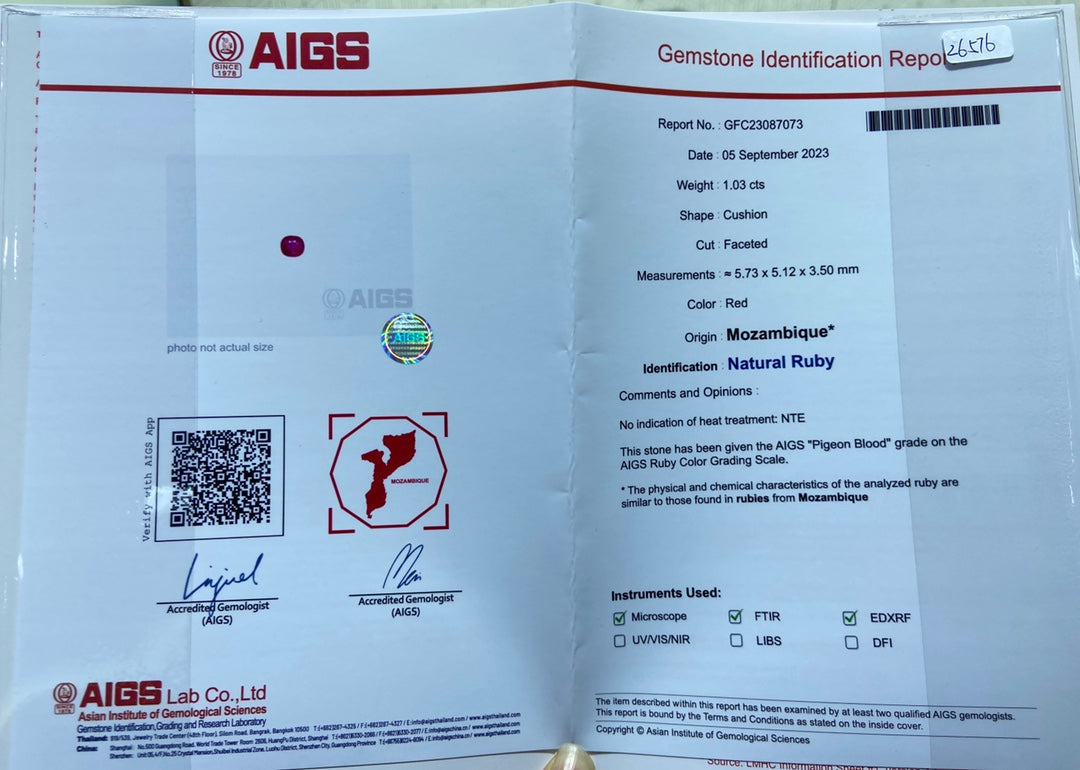 AIGS
SINCE 1978
AIGS
AIGS
photo not actual size
Verify with AIGS App
MOZAMBIQUE
Accredited Gemologist
(AIGS)
Accredited Gemologist
(AIGS)
AIGS Lab Co.,Ltd
Asian Institute of Gemological Sciences
Gemstone Identification,Grading and Research Laboratory
Gemstone Identification Repo
26576
Report No. : GFC23087073
Date : 05 September 2023
Weight : 1.03 cts
Shape : Cushion
Cut : Faceted
Measurements : ≈ 5.73 x 5.12 x 3.50 mm
Color : Red
Origin : Mozambique*
Identification : Natural Ruby
Comments and Opinions :
No indication of heat treatment: NTE
This stone has been given the AIGS "Pigeon Blood" grade on the
AIGS Ruby Color Grading Scale.
* The physical and chemical characteristics of the analyzed ruby are
similar to those found in rubies from Mozambique
Instruments Used:
Microscope FTIR EDXRF
UV/VIS/NIR LIBS DFI
The item described within this report has been examined by at least two qualified AIGS gemologists.
This report is bound by the Terms and Conditions as stated on the inside cover.
Copyright © Asian Institute of Gemological Sciences